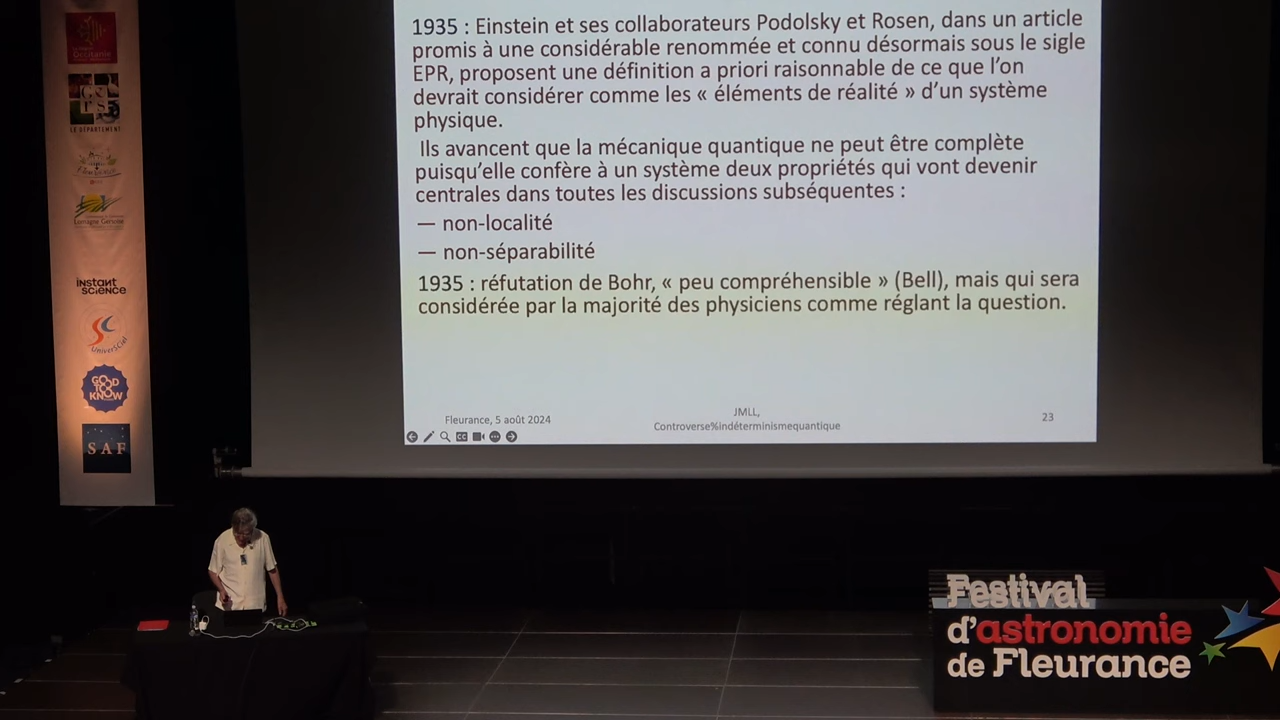 1935 : Einstein et ses collaborateurs Podolsky et Rosen, dans un article
promis à une considérable renommée et connu désormais sous le sigle
EPR, proposent une définition a priori raisonnable de ce que l’on
devrait considérer comme les « éléments de réalité » d’un système
physique.
Ils avancent que la mécanique quantique ne peut être complète
puisqu’elle confère à un système deux propriétés qui vont devenir
centrales dans toutes les discussions subséquentes :
— non-localité
— non-séparabilité
1935 : réfutation de Bohr, « peu compréhensible » (Bell), mais qui sera
considérée par la majorité des physiciens comme réglant la question.
Fleurance, 5 août 2024
JMLL,
Controverse%indéterminismequantique
23
Occitanie
LE DÉPARTEMENT
Lomagne Gersoise
instant
science
UniverSCiel
GOOD
TO
KNOW
SAF
Festival
d’astronomie
de Fleurance